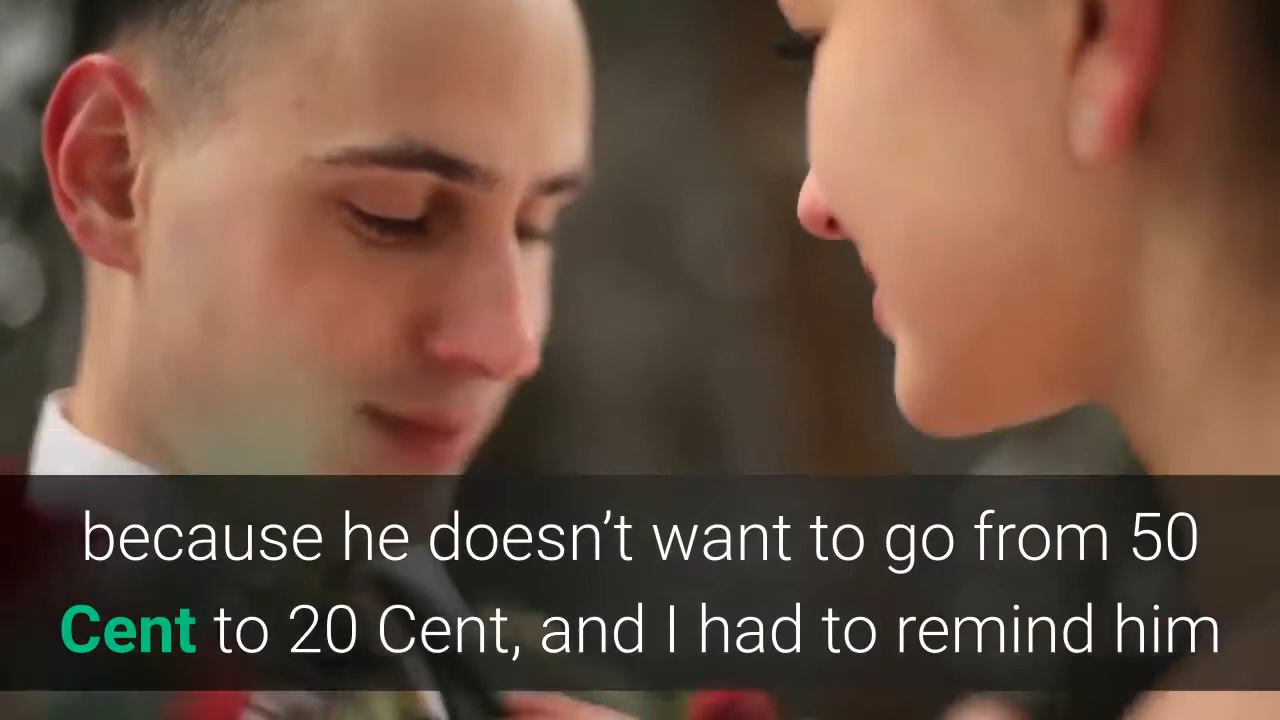 because he doesn’t want to go from 50
Cent to 20 Cent, and I had to remind him